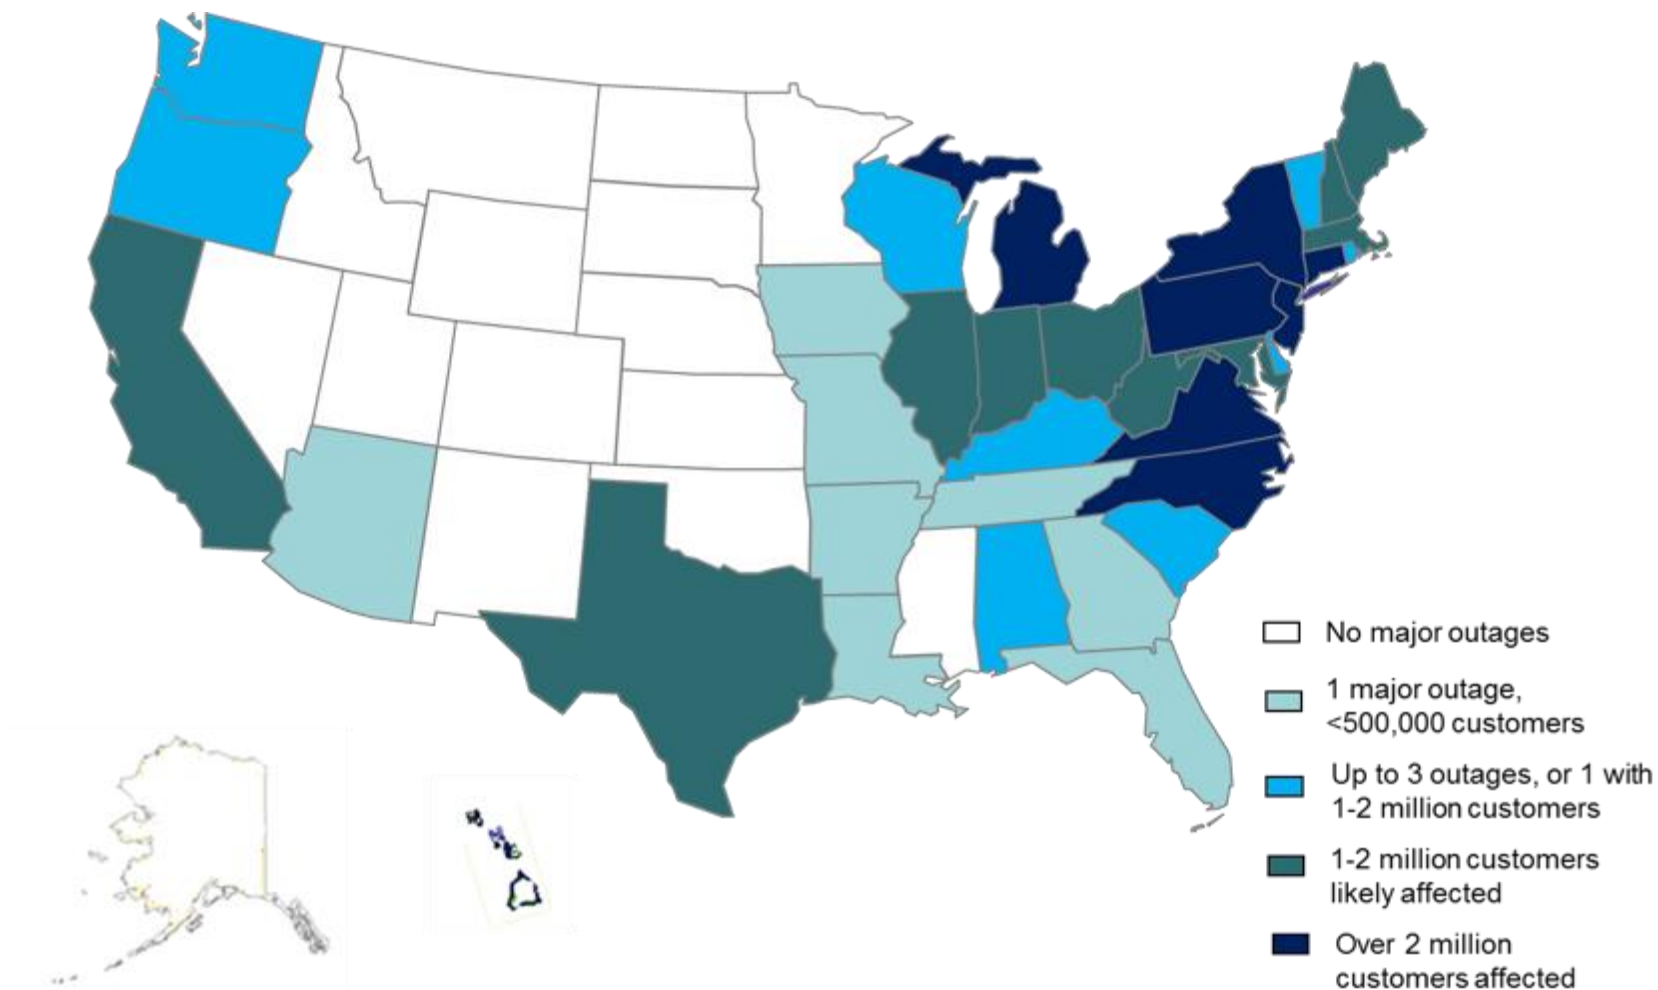 No major outages
1 major outage,
<500,000 customers
Up to 3 outages, or 1 with
1-2 million customers
1-2 million customers
likely affected
Over 2 million
customers affected